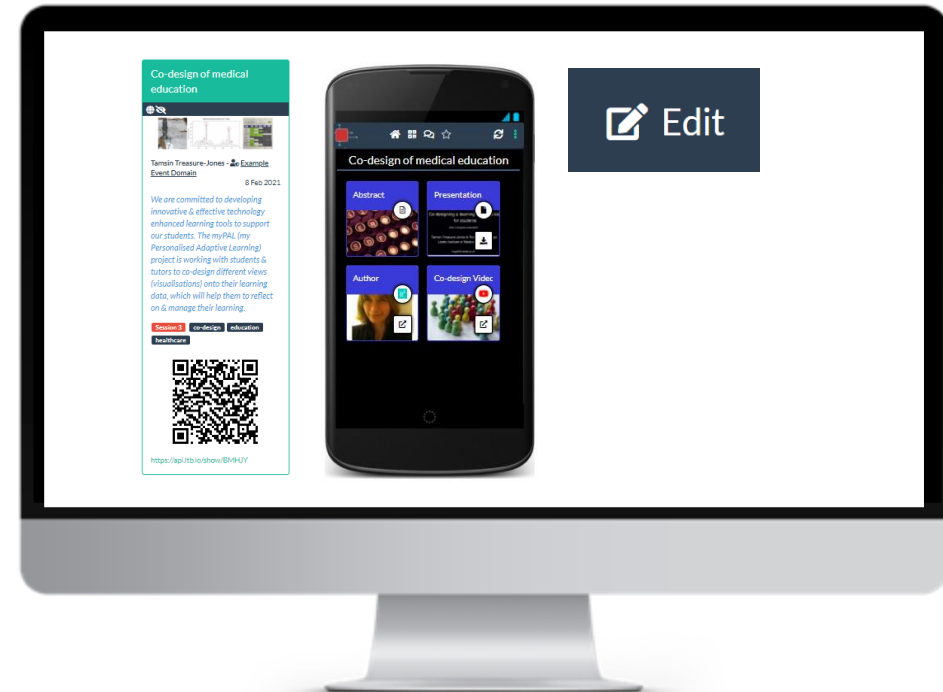 Co-design of medical
education
Tamsin Treasure-Jones - Example
Event Domain
8 Feb 2021
We are committed to developing
innovative & effective technology
enhanced learning tools to support
our students. The myPAL (my
Personalised Adaptive Learning)
project is working with students &
tutors to co-design different views
(visualisations) onto their learning
data, which will help them to reflect
on & manage their learning.
Session 3 co-design education
healthcare
https://api.ltb.io/show/BMHJY
Co-design of medical education
Abstract
Presentation
Author
Co-design Videc
Edit